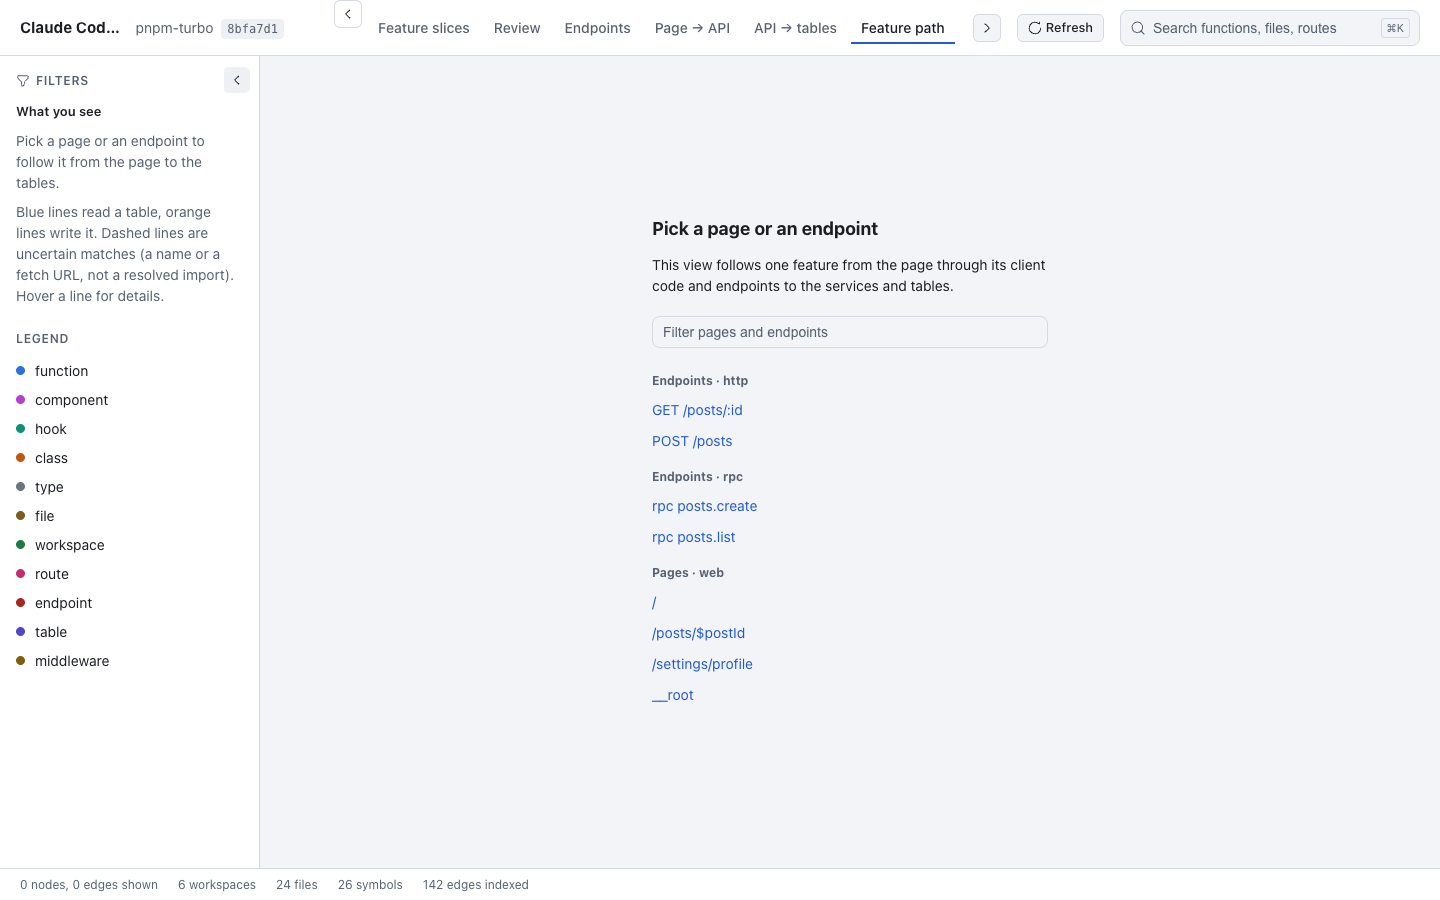 Claude Cod...
pnpm-turbo
8bfa7d1
Feature slices
Review
Endpoints
Page → API
API → tables
Feature path
Refresh
Search functions, files, routes
⌘K
FILTERS
What you see
Pick a page or an endpoint to
follow it from the page to the
tables.
Blue lines read a table, orange
lines write it. Dashed lines are
uncertain matches (a name or a
fetch URL, not a resolved import).
Hover a line for details.
LEGEND
function
component
hook
class
type
file
workspace
route
endpoint
table
middleware
Pick a page or an endpoint
This view follows one feature from the page through its client
code and endpoints to the services and tables.
Filter pages and endpoints
Endpoints · http
GET /posts/:id
POST /posts
Endpoints · rpc
rpc posts.create
rpc posts.list
Pages · web
/
/posts/$postId
/settings/profile
__root
0 nodes, 0 edges shown
6 workspaces
24 files
26 symbols
142 edges indexed